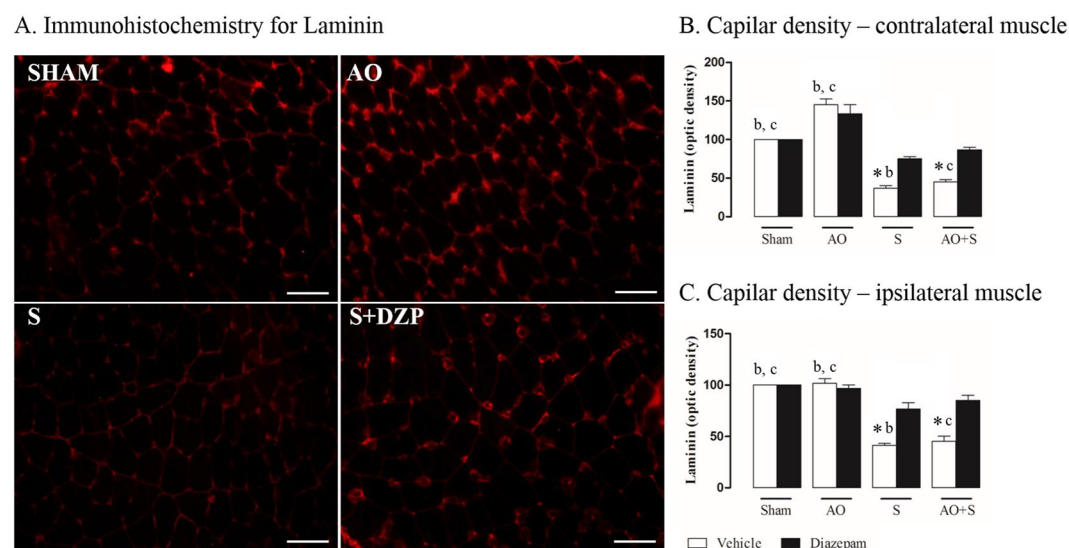 A. Immunohistochemistry for Laminin
SHAM
AO
S
S+DZP
B. Capilar density – contralateral muscle
Laminin (optic density)
200
150
100
50
0
b, c
b, c
* b
* c
Sham AO S AO+S
C. Capilar density – ipsilateral muscle
Laminin (optic density)
150
100
50
0
b, c
b, c
* b
* c
Sham AO S AO+S
Vehicle Diazepam